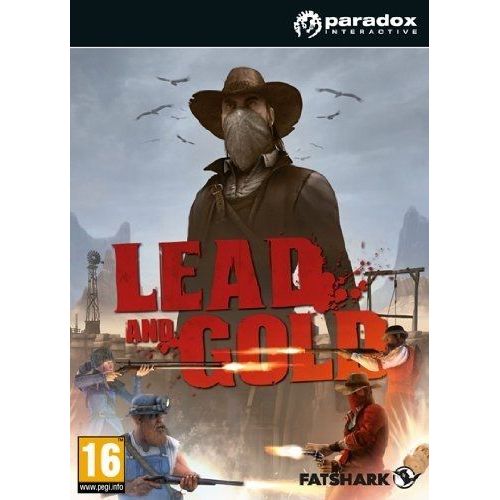 paradox
INTERACTIVE
LEAD
AND
GOLD
16
www.pegi.info
FATSHARK